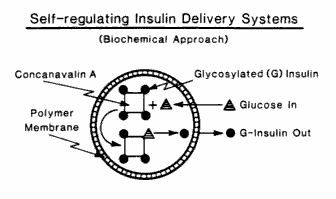 Self-regulating Insulin Delivery Systems
(Biochemical Approach)
Concanavalin A
Glycosylated (G) Insulin
+
Glucose in
Polymer
Membrane
G-Insulin Out